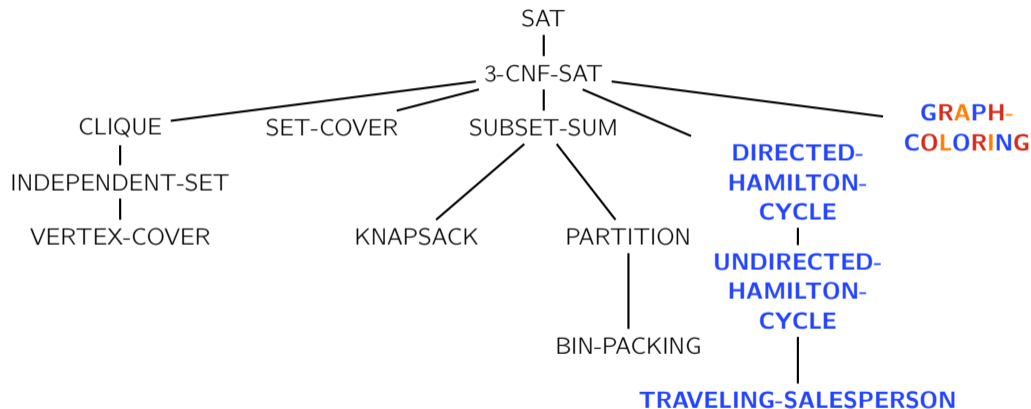 SAT
3-CNF-SAT
CLIQUE
SET-COVER
SUBSET-SUM
GRAPH-
COLORING
DIRECTED-
HAMILTON-
CYCLE
INDEPENDENT-SET
VERTEX-COVER
KNAPSACK
PARTITION
UNDIRECTED-
HAMILTON-
CYCLE
BIN-PACKING
TRAVELING-SALESPERSON